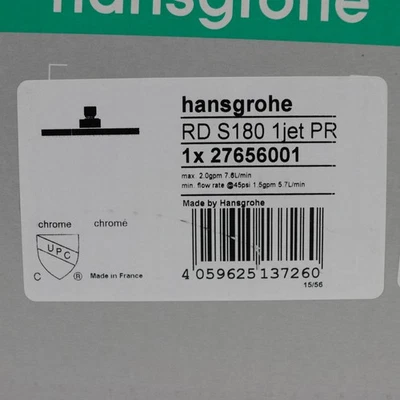 hansgrohe
hansgrohe
RD S180 1jet PR
1x 27656001
max. 2.0gpm 7.6L/min
min. flow rate @45psi 1.5gpm 5.7L/min
Made by Hansgrohe
chrome chromé
UPC
C ®
Made in France
4 059625 137260
15/56